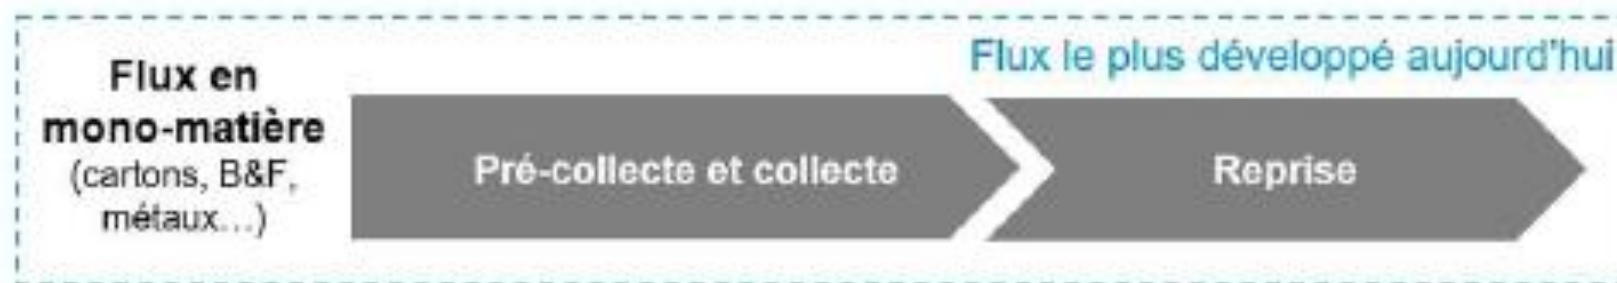 Flux le plus développé aujourd'hui
Flux en
mono-matière
(cartons, B&F,
métaux...)
Pré-collecte et collecte
Reprise